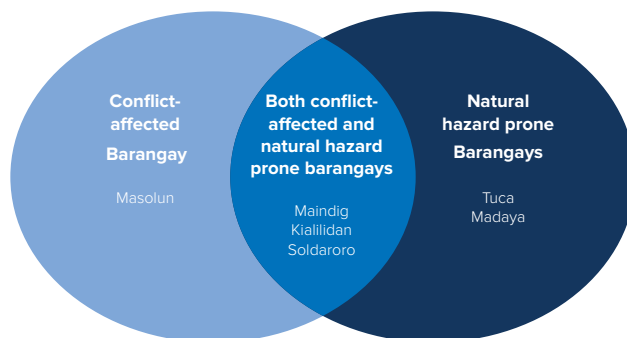 Conflict-
affected
Barangay
Masolun
Both conflict-
affected and
natural hazard
prone barangays
Maindig
Kialilidan
Soldaroro
Natural
hazard prone
Barangays
Tuca
Madaya